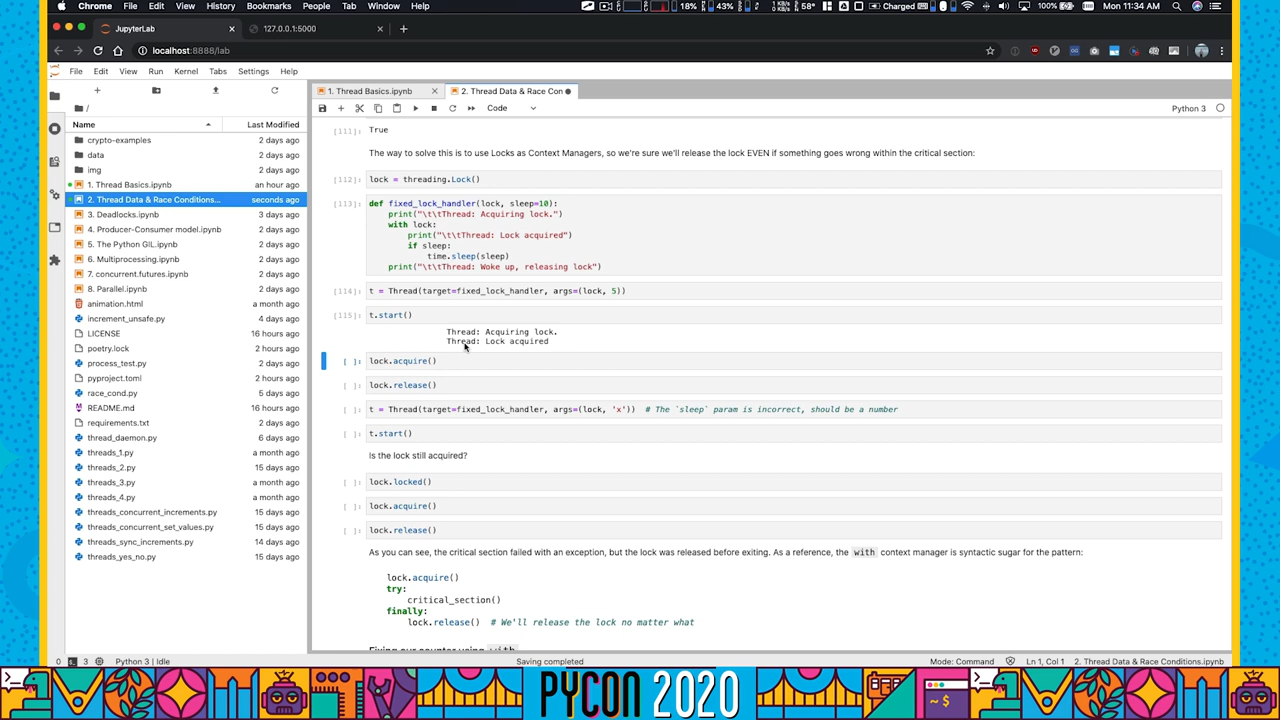 Chrome File Edit View History Bookmarks People Tab Window Help 18% 43% 58° Charged 100% Mon 11:34 AM
JupyterLab 127.0.0.1:5000
localhost:8888/lab
File Edit View Run Kernel Tabs Settings Help
1. Thread Basics.ipynb 2. Thread Data & Race Con
Code Python 3
/
Name Last Modified
crypto-examples 2 days ago
data 2 days ago
img 2 days ago
1. Thread Basics.ipynb an hour ago
2. Thread Data & Race Conditions... seconds ago
3. Deadlocks.ipynb 3 days ago
4. Producer-Consumer model.ipynb 2 days ago
5. The Python GIL.ipynb 2 days ago
6. Multiprocessing.ipynb 2 days ago
7. concurrent.futures.ipynb 2 days ago
8. Parallel.ipynb 2 days ago
animation.html a month ago
increment_unsafe.py 4 days ago
LICENSE 16 hours ago
poetry.lock 2 hours ago
process_test.py 2 days ago
pyproject.toml 2 hours ago
race_cond.py 5 days ago
README.md 16 hours ago
requirements.txt 2 days ago
thread_daemon.py 6 days ago
threads_1.py a month ago
threads_2.py 15 days ago
threads_3.py a month ago
threads_4.py a month ago
threads_concurrent_increments.py 15 days ago
threads_concurrent_set_values.py 15 days ago
threads_sync_increments.py 14 days ago
threads_yes_no.py 15 days ago
[111]: True
The way to solve this is to use Locks as Context Managers, so we're sure we'll release the lock EVEN if something goes wrong within the critical section:
[112]: lock = threading.Lock()
[113]: def fixed_lock_handler(lock, sleep=10):
print("\t\tThread: Acquiring lock.")
with lock:
print("\t\tThread: Lock acquired")
if sleep:
time.sleep(sleep)
print("\t\tThread: Woke up, releasing lock")
[114]: t = Thread(target=fixed_lock_handler, args=(lock, 5))
[115]: t.start()
Thread: Acquiring lock.
Thread: Lock acquired
[ ]: lock.acquire()
[ ]: lock.release()
[ ]: t = Thread(target=fixed_lock_handler, args=(lock, 'x')) # The `sleep` param is incorrect, should be a number
[ ]: t.start()
Is the lock still acquired?
[ ]: lock.locked()
[ ]: lock.acquire()
[ ]: lock.release()
As you can see, the critical section failed with an exception, but the lock was released before exiting. As a reference, the with context manager is syntactic sugar for the pattern:
lock.acquire()
try:
critical_section()
finally:
lock.release() # We'll release the lock no matter what
Fixing our counter using with
0 3 Python 3 | Idle Saving completed Mode: Command Ln 1, Col 1 2. Thread Data & Race Conditions.ipynb
PYCON 2020
~$